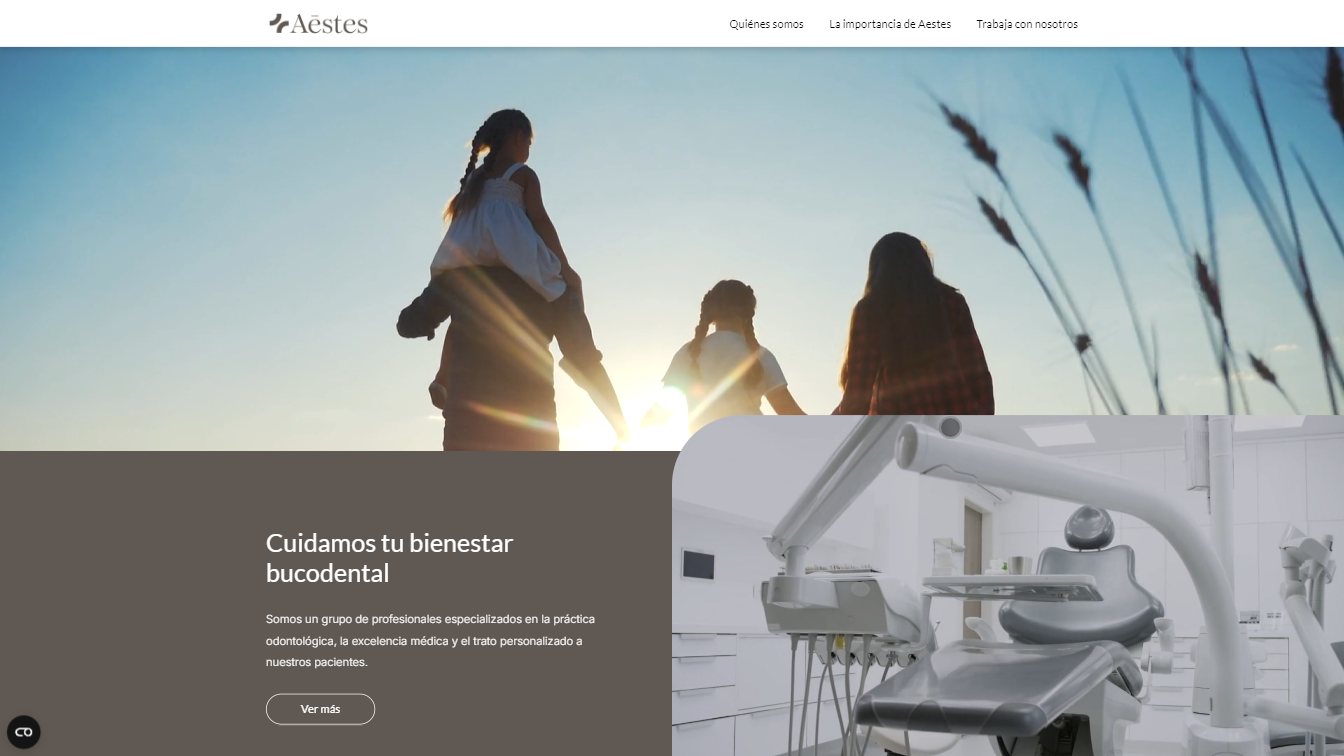 Aēstes
Quiénes somos
La importancia de Aestes
Trabaja con nosotros
Cuidamos tu bienestar
bucodental
Somos un grupo de profesionales especializados en la práctica
odontológica, la excelencia médica y el trato personalizado a
nuestros pacientes.
Ver más